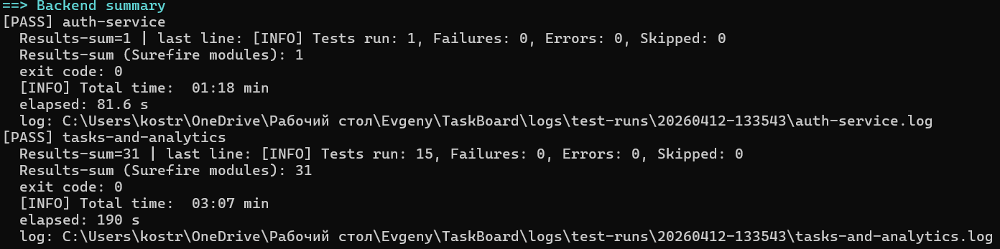 ==> Backend summary
[PASS] auth-service
  Results-sum=1 | last line: [INFO] Tests run: 1, Failures: 0, Errors: 0, Skipped: 0
  Results-sum (Surefire modules): 1
  exit code: 0
  [INFO] Total time:  01:18 min
  elapsed: 81.6 s
  log: C:\Users\kostr\OneDrive\Рабочий стол\Evgeny\TaskBoard\logs\test-runs\20260412-133543\auth-service.log
[PASS] tasks-and-analytics
  Results-sum=31 | last line: [INFO] Tests run: 15, Failures: 0, Errors: 0, Skipped: 0
  Results-sum (Surefire modules): 31
  exit code: 0
  [INFO] Total time:  03:07 min
  elapsed: 190 s
  log: C:\Users\kostr\OneDrive\Рабочий стол\Evgeny\TaskBoard\logs\test-runs\20260412-133543\tasks-and-analytics.log